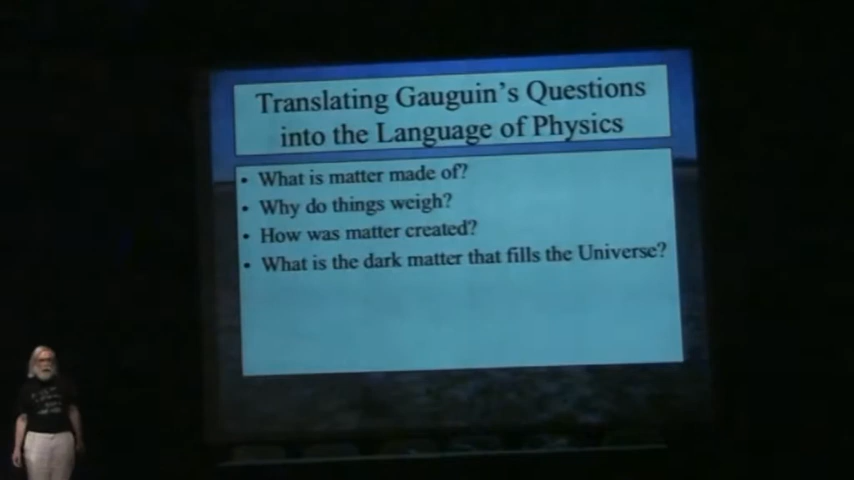 Translating Gauguin's Questions
into the Language of Physics
• What is matter made of?
• Why do things weigh?
• How was matter created?
• What is the dark matter that fills the Universe?